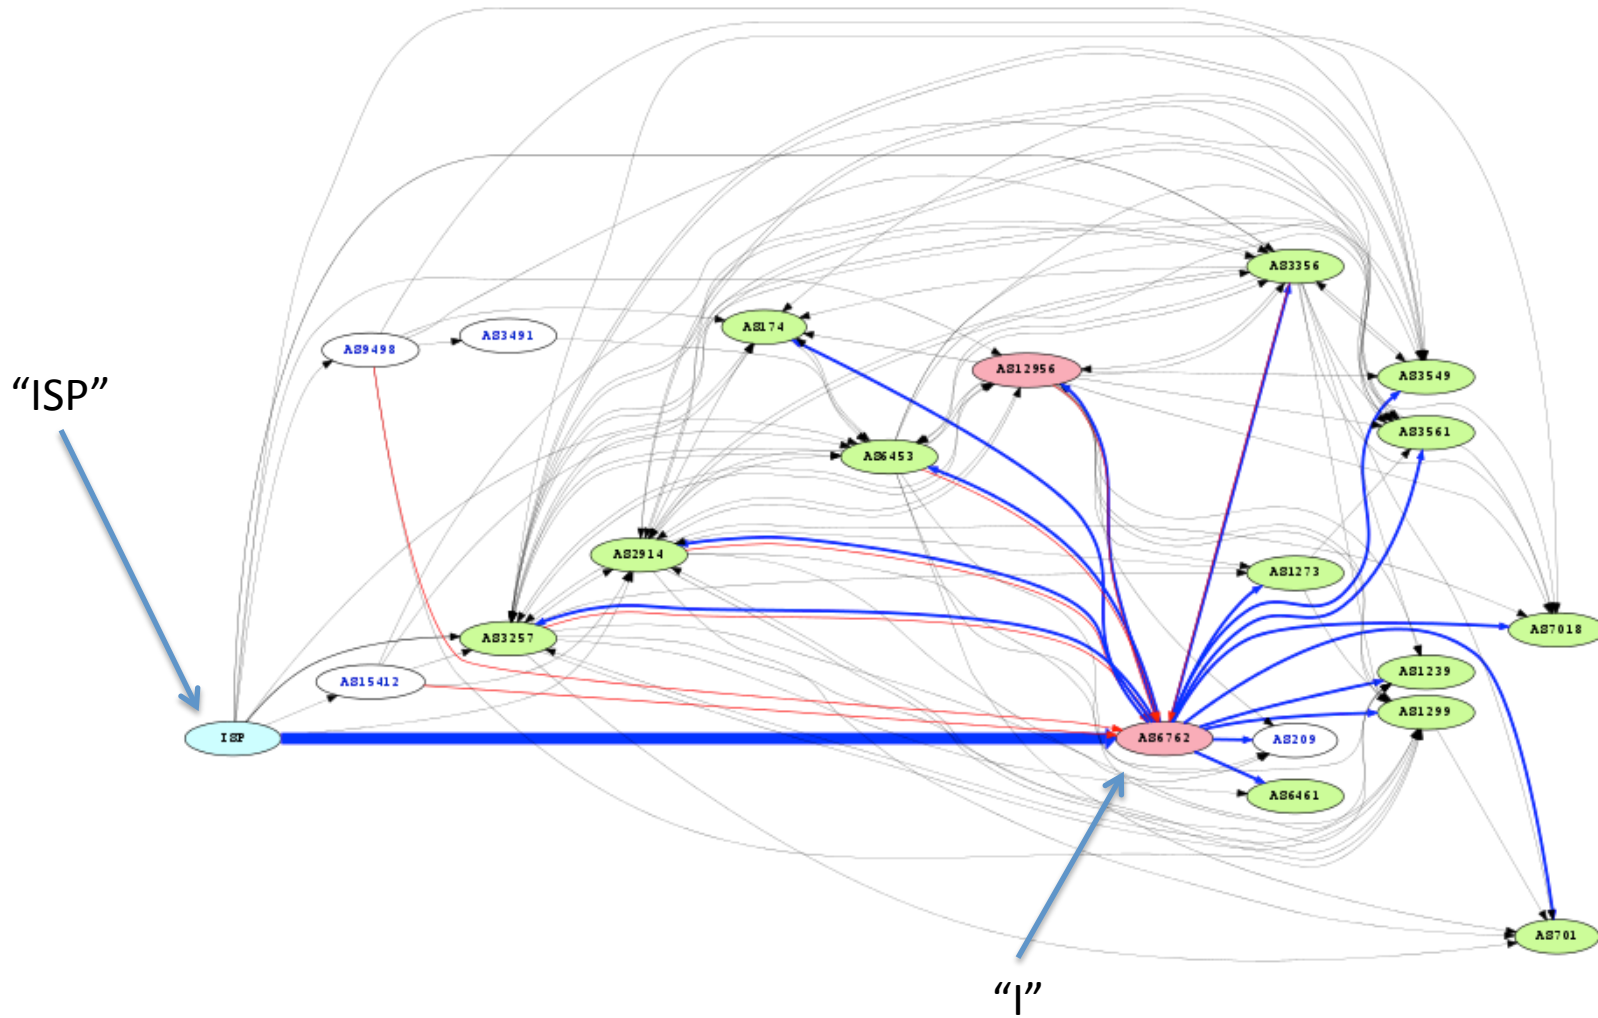 AS3356
AS174
AS3491
AS9498
AS12956
“ISP”
AS3549
AS3561
AS6453
AS2914
AS1273
AS3257
AS7018
AS15412
AS1239
AS1299
ISP
AS6762
AS209
AS6461
AS701
“I”